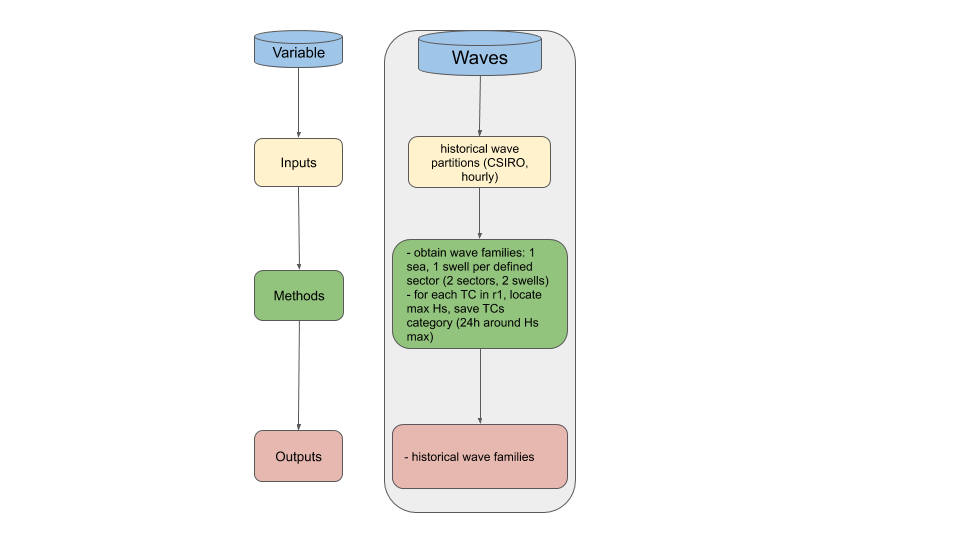 Variable
Waves
Inputs
historical wave
partitions (CSIRO,
hourly)
Methods
- obtain wave families: 1
sea, 1 swell per defined
sector (2 sectors, 2 swells)
- for each TC in r1, locate
max Hs, save TCs
category (24h around Hs
max)
Outputs
- historical wave families